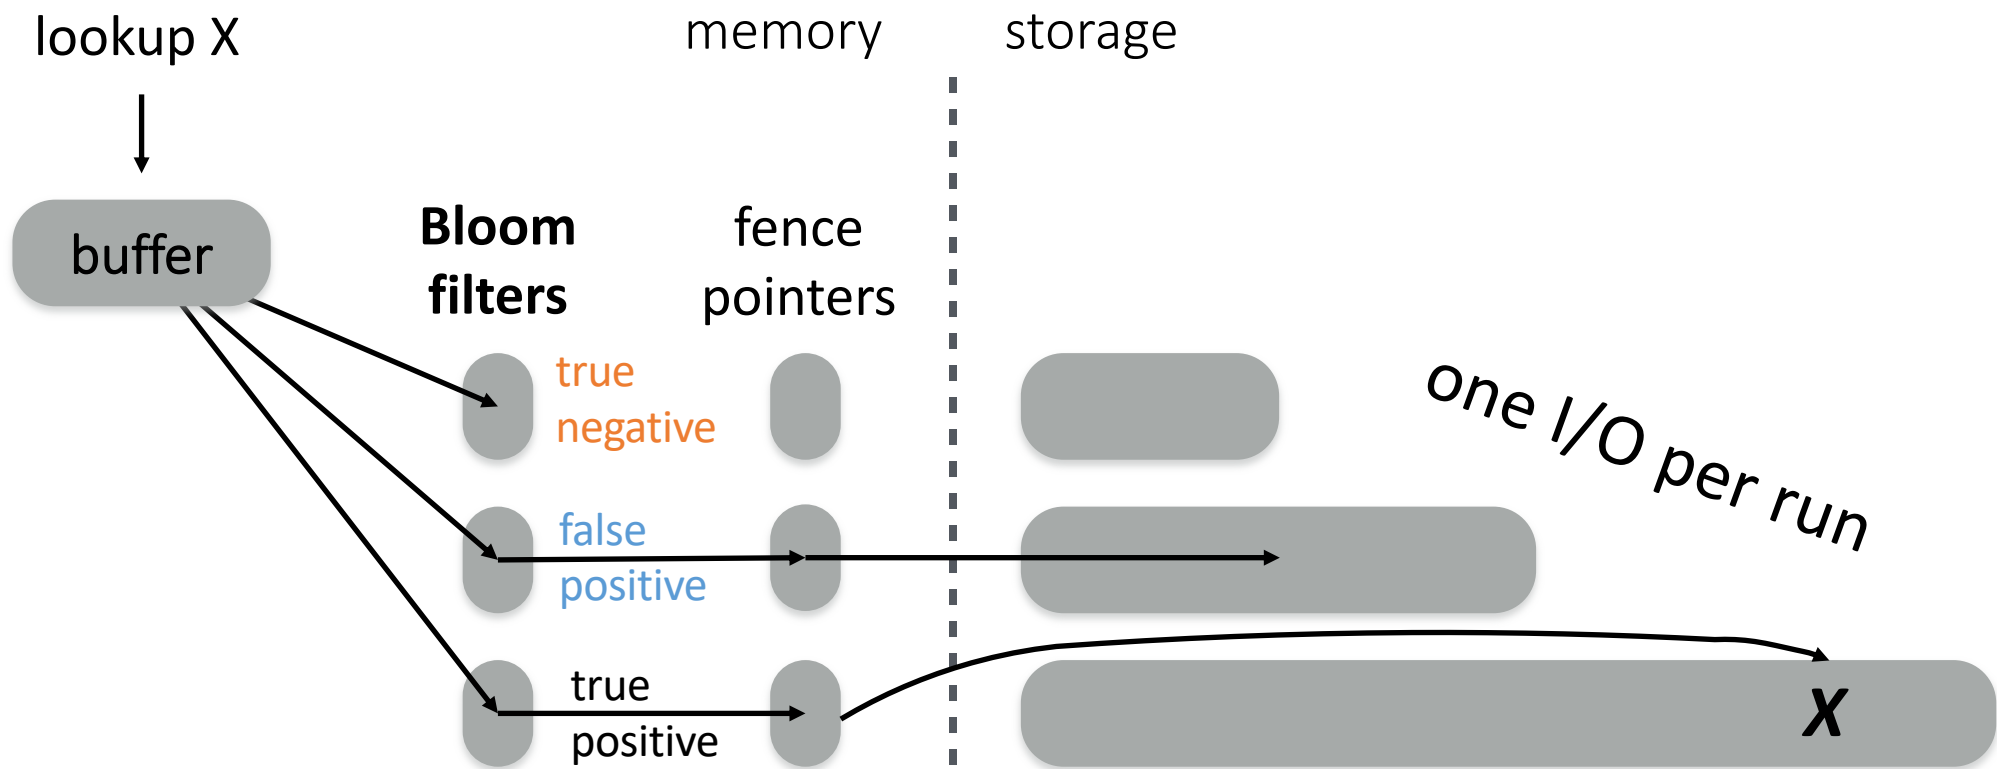 lookup X
memory
storage
buffer
Bloom
filters
fence
pointers
true
negative
one I/O per run
false
positive
true
positive
X